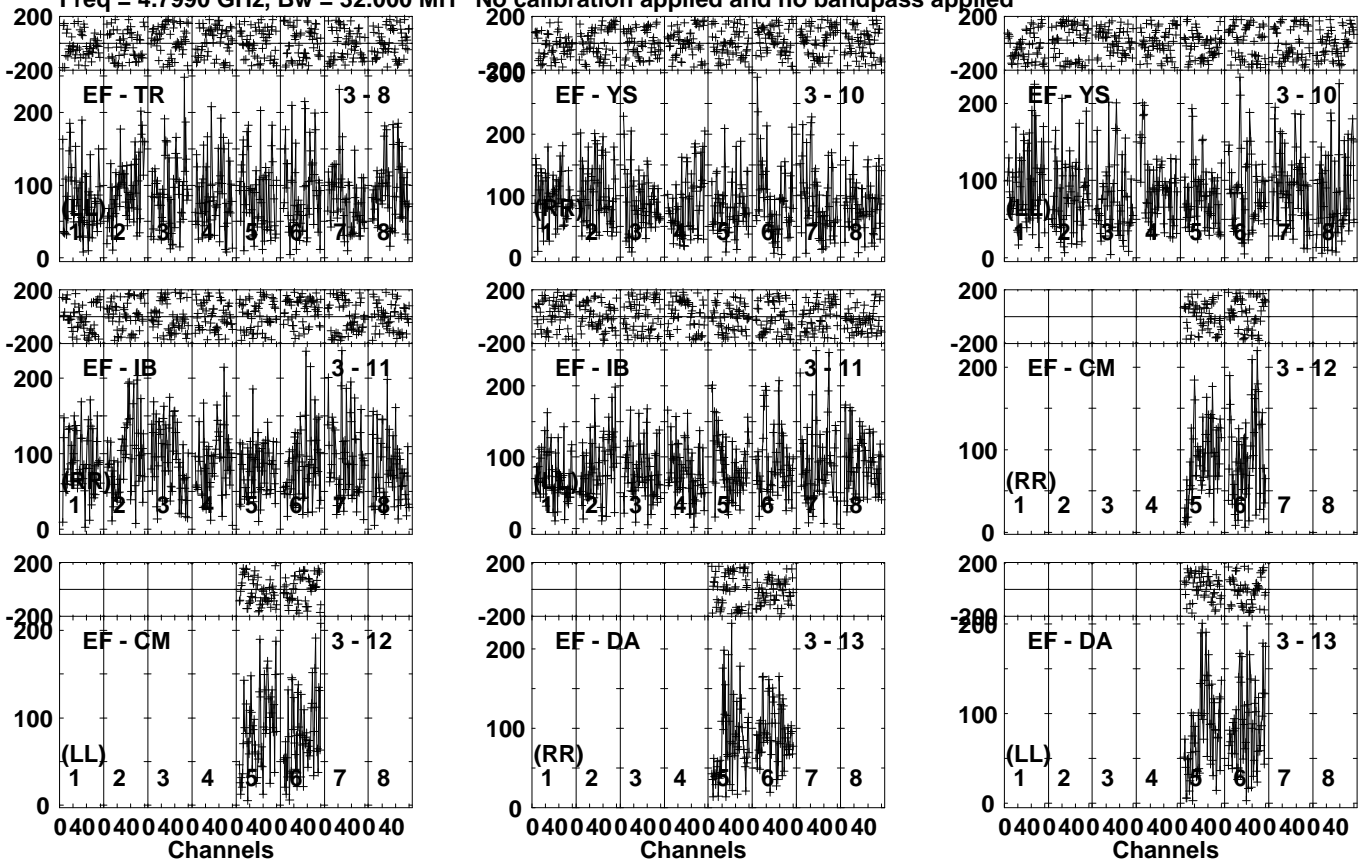 Freq = 4.7990 GHz, Bw = 32.000 MH No calibration applied and no bandpass applied
200 200 200
-200 -200 -200
EF - TR 3 - 8 EF - YS 3 - 10 EF - YS 3 - 10
200 200 200
100 100 100
(LL) (RR) (LL)
1 2 3 4 5 6 7 8 1 2 3 4 5 6 7 8 1 2 3 4 5 6 7 8
0 0 0
200 200 200
-200 -200 -200
EF - IB 3 - 11 EF - IB 3 - 11 EF - CM 3 - 12
200 200 200
100 100 100
(RR) (LL) (RR)
1 2 3 4 5 6 7 8 1 2 3 4 5 6 7 8 1 2 3 4 5 6 7 8
0 0 0
200 200 200
-200 -200 -200
200 200
EF - CM 3 - 12 EF - DA 3 - 13 EF - DA 3 - 13
200
100 100 100
(LL) (RR) (LL)
1 2 3 4 5 6 7 8 1 2 3 4 5 6 7 8 1 2 3 4 5 6 7 8
0 0 0
0 40 0 40 0 40 0 40 0 40 0 40 0 40 0 40 0 40 0 40 0 40 0 40 0 40 0 40 0 40 0 40 0 40 0 40 0 40 0 40 0 40 0 40 0 40 0 40
Channels Channels Channels